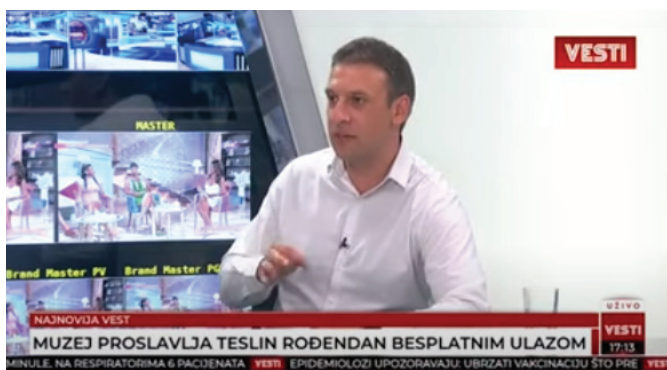 VESTI
MASTER
Brand Master PV
Brand Master PG
UŽIVO
NAJNOVIJA VEST
VESTI
MUZEJ PROSLAVLJA TESLIN ROĐENDAN BESPLATNIM ULAZOM
17:13
MINULE, NA RESPIRATORIMA 6 PACIJENATA VESTI EPIDEMIOLOZI UPOZORAVAJU: UBRZATI VAKCINACIJU ŠTO PRE VES